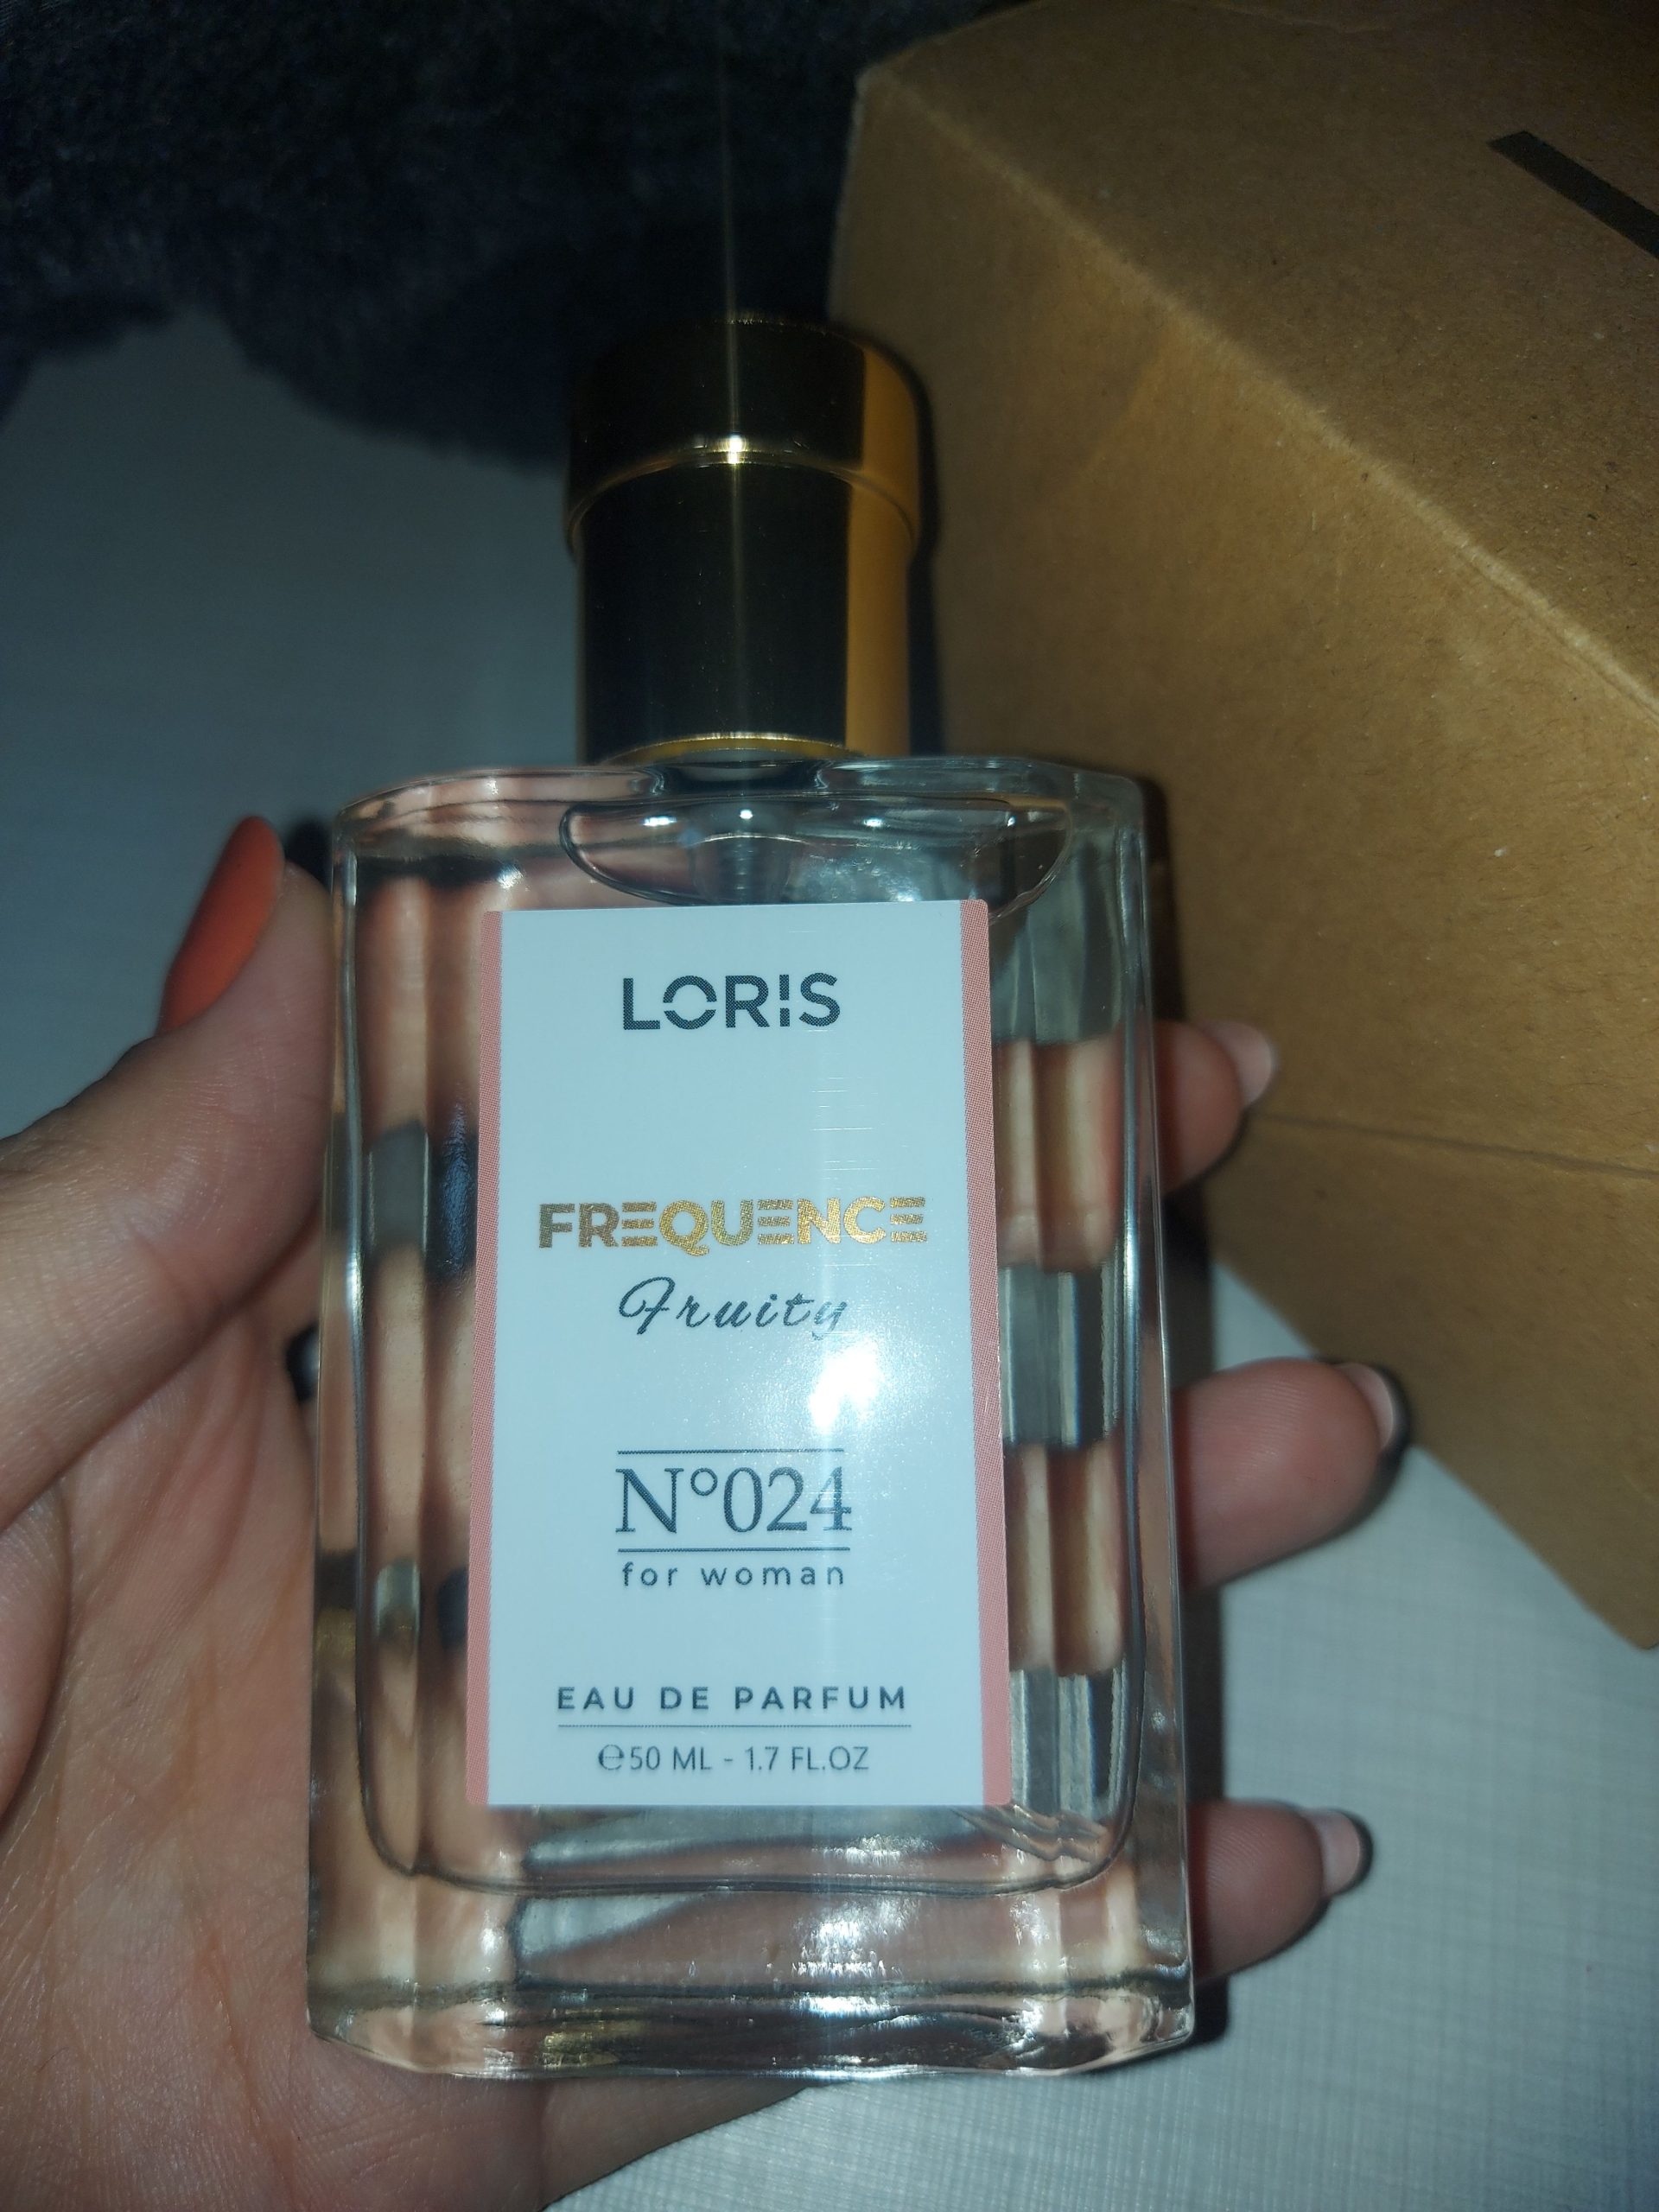 LORIS
FREQUENCE
Fruity
N°024
for woman
EAU DE PARFUM
℮50 ML - 1.7 FL.OZ